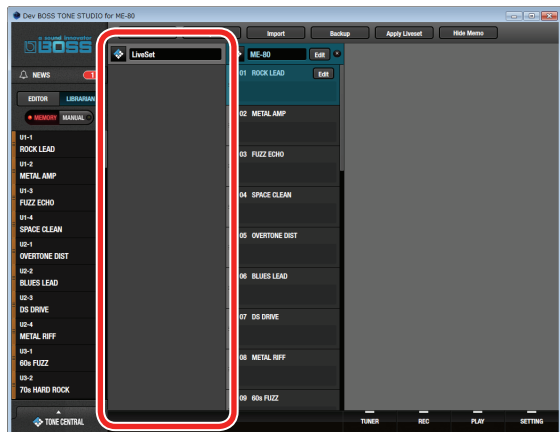 Dev BOSS TONE STUDIO for ME-80
a sound innovator
BOSS
Import
Backup
Apply Liveset
Hide Memo
NEWS
1
EDITOR
LIBRARIAN
MEMORY
MANUAL
U1-1
ROCK LEAD
U1-2
METAL AMP
U1-3
FUZZ ECHO
U1-4
SPACE CLEAN
U2-1
OVERTONE DIST
U2-2
BLUES LEAD
U2-3
DS DRIVE
U2-4
METAL RIFF
U3-1
60s FUZZ
U3-2
70s HARD ROCK
TONE CENTRAL
LiveSet
ME-80
Edit
01 ROCK LEAD
Edit
02 METAL AMP
03 FUZZ ECHO
04 SPACE CLEAN
05 OVERTONE DIST
06 BLUES LEAD
07 DS DRIVE
08 METAL RIFF
09 60s FUZZ
TUNER
REC
PLAY
SETTING